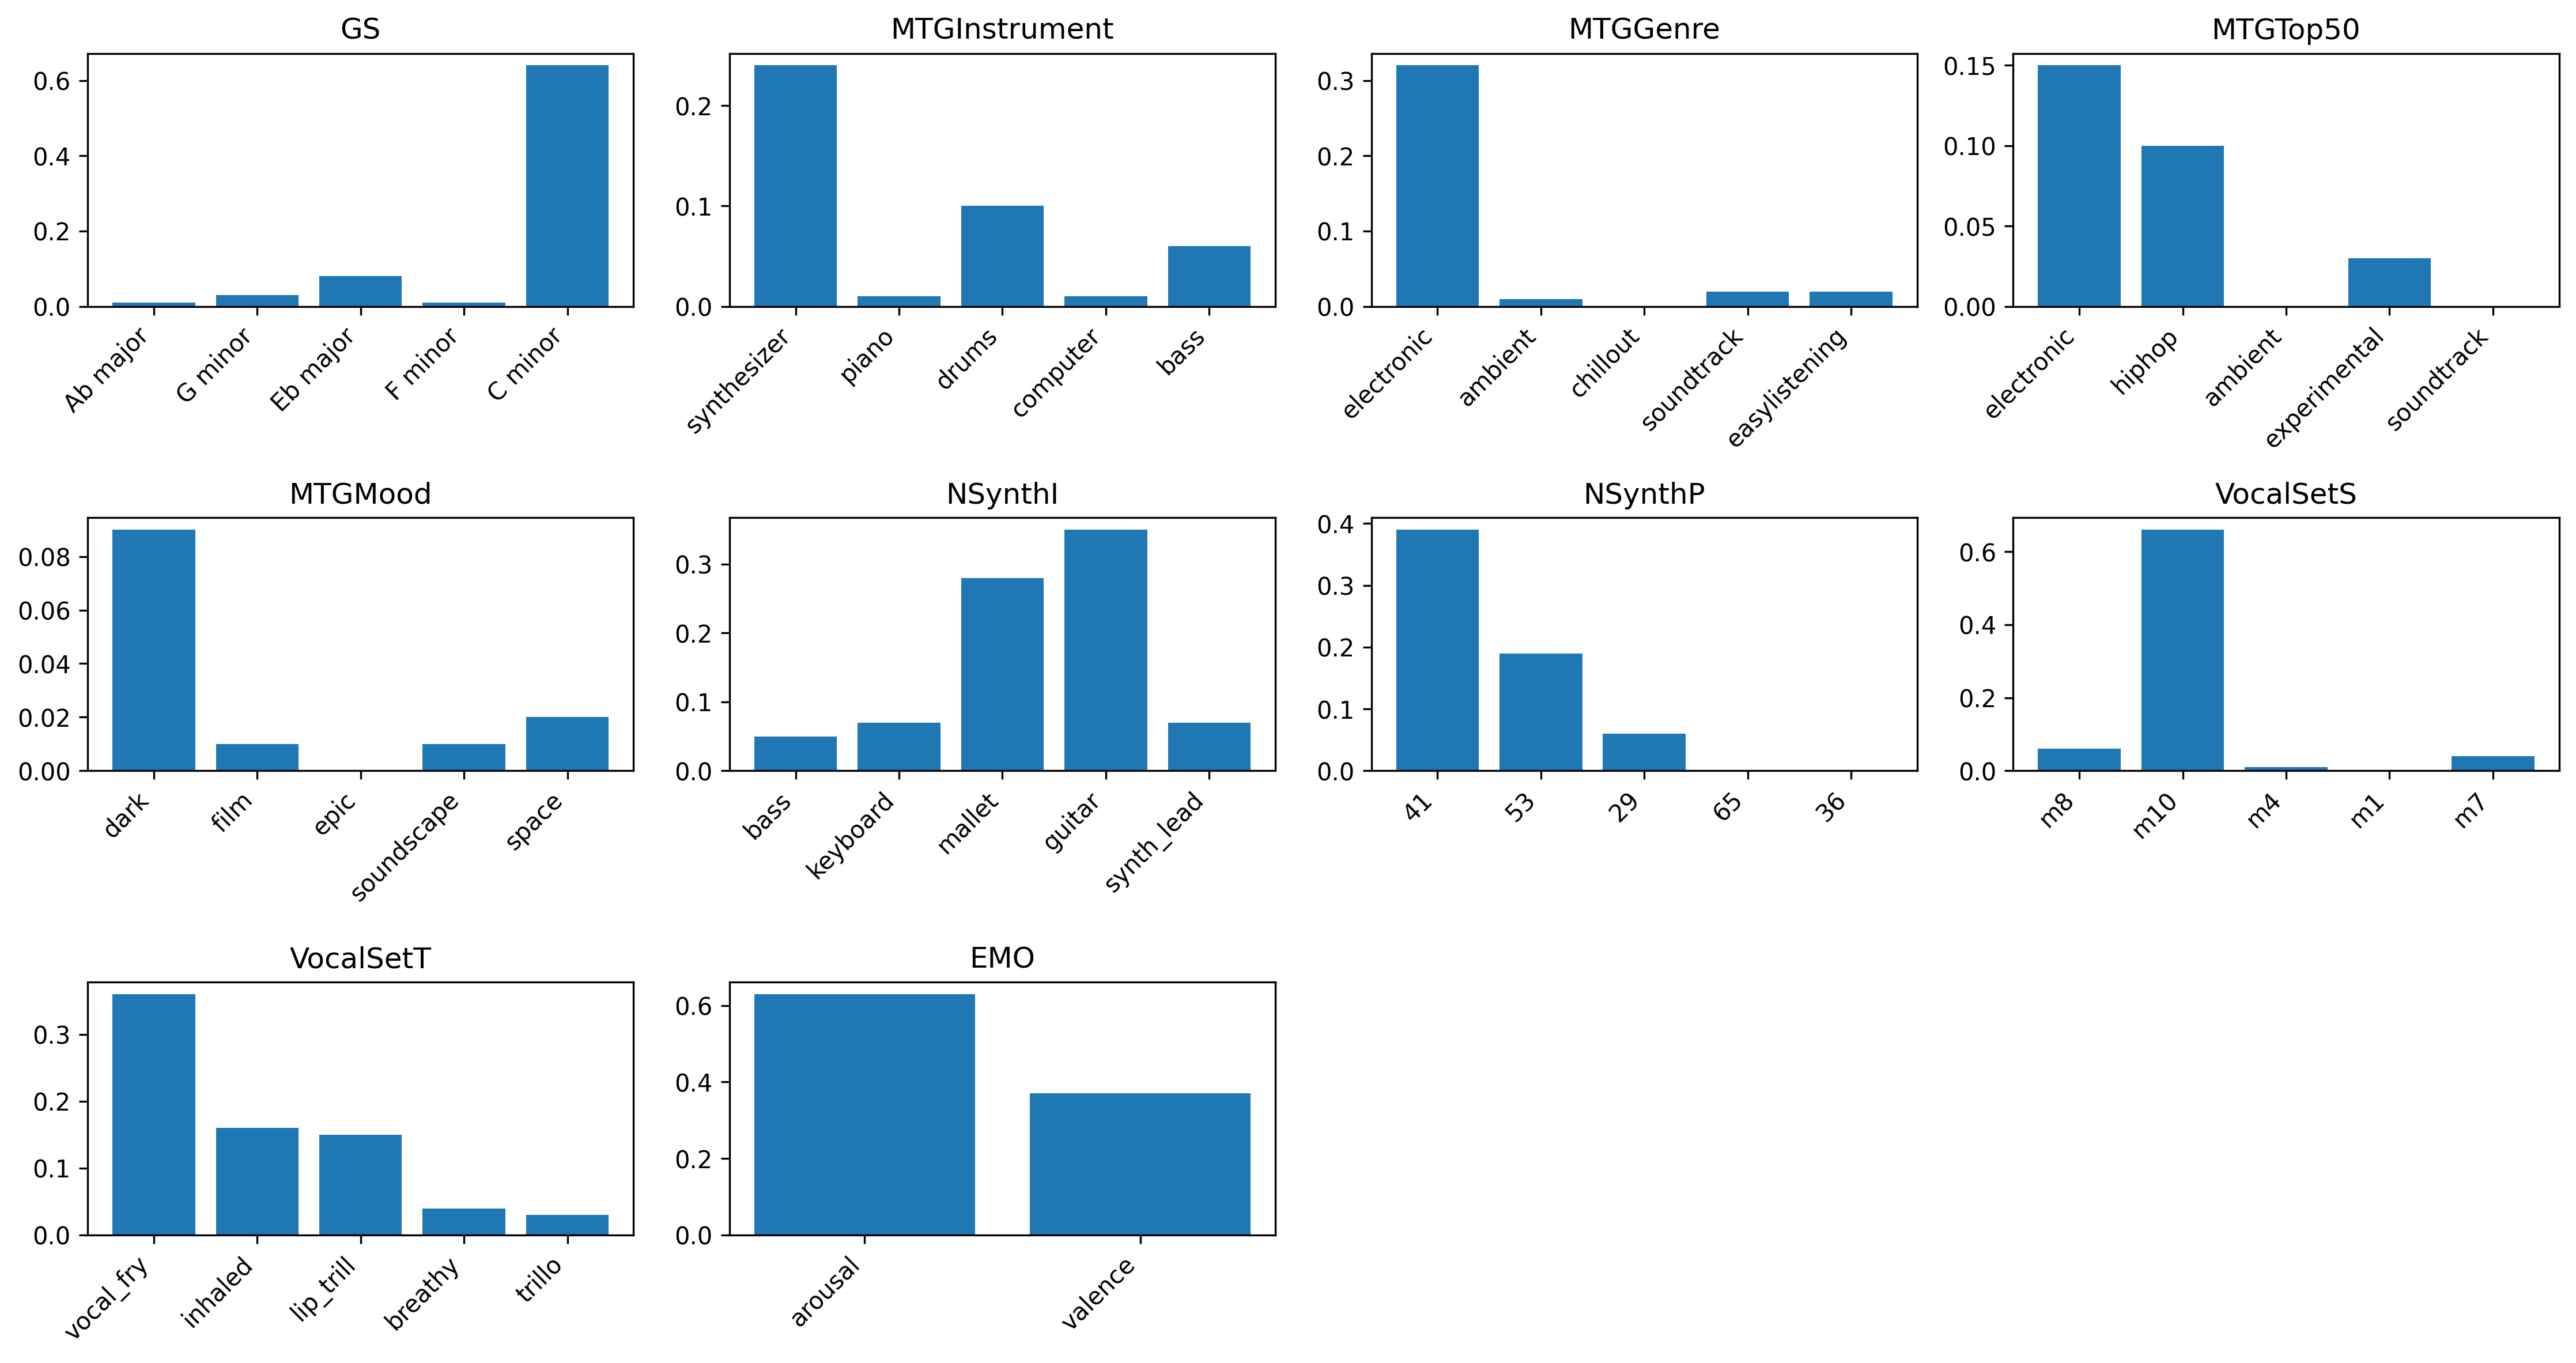 GS
0.6
0.4
0.2
0.0
Ab major
G minor
Eb major
F minor
C minor
MTGInstrument
0.2
0.1
0.0
synthesizer
piano
drums
computer
bass
MTGGenre
0.3
0.2
0.1
0.0
electronic
ambient
chillout
soundtrack
easylistening
MTGTop50
0.15
0.10
0.05
0.00
electronic
hiphop
ambient
experimental
soundtrack
MTGMood
0.08
0.06
0.04
0.02
0.00
dark
film
epic
soundscape
space
NSynthI
0.3
0.2
0.1
0.0
bass
keyboard
mallet
guitar
synth_lead
NSynthP
0.4
0.3
0.2
0.1
0.0
41
53
29
65
36
VocalSetS
0.6
0.4
0.2
0.0
m8
m10
m4
m1
m7
VocalSetT
0.3
0.2
0.1
0.0
vocal_fry
inhaled
lip_trill
breathy
trillo
EMO
0.6
0.4
0.2
0.0
arousal
valence